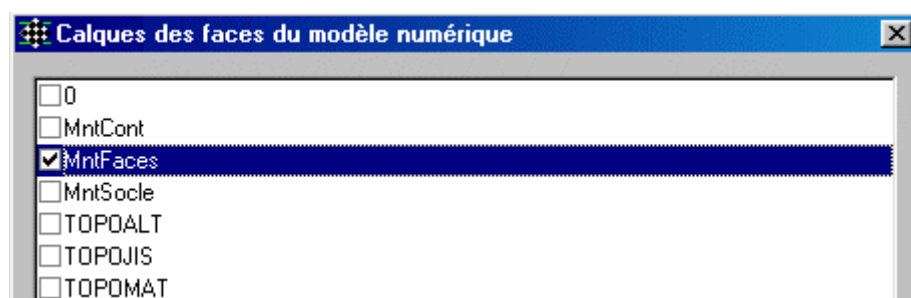 Calques des faces du modèle numérique
0
MntCont
MntFaces
MntSocle
TOPOALT
TOPOJIS
TOPOMAT